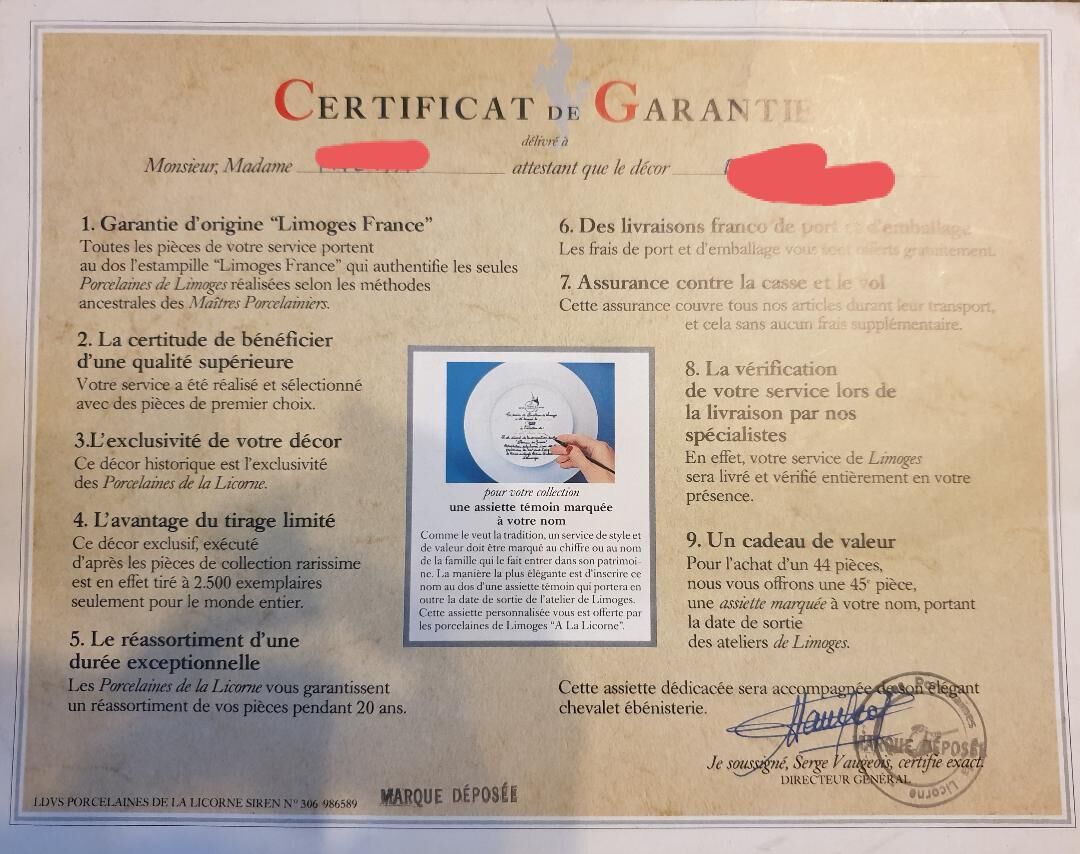 CERTIFICAT DE GARANTIE
délivré à
Monsieur, Madame
attestant que le décor
1. Garantie d'origine “Limoges France”
Toutes les pièces de votre service portent
au dos l'estampille “Limoges France” qui authentifie les seules
Porcelaines de Limoges réalisées selon les méthodes
ancestrales des Maîtres Porcelainiers.
2. La certitude de bénéficier
d'une qualité supérieure
Votre service a été réalisé et sélectionné
avec des pièces de premier choix.
3.L'exclusivité de votre décor
Ce décor historique est l'exclusivité
des Porcelaines de la Licorne.
4. L'avantage du tirage limité
Ce décor exclusif, exécuté
d'après les pièces de collection rarissime
est en effet tiré à 2.500 exemplaires
seulement pour le monde entier.
5. Le réassortiment d'une
durée exceptionnelle
Les Porcelaines de la Licorne vous garantissent
un réassortiment de vos pièces pendant 20 ans.
pour votre collection
une assiette témoin marquée
à votre nom
Comme le veut la tradition, un service de style et
de valeur doit être marqué au chiffre ou au nom
de la famille qui le fait entrer dans son patrimoi-
ne. La manière la plus élégante est d'inscrire ce
nom au dos d'une assiette témoin qui portera en
outre la date de sortie de l'atelier de Limoges.
Cette assiette personnalisée vous est offerte par
les porcelaines de Limoges “A La Licorne”.
6. Des livraisons franco de port et d'emballage
Les frais de port et d'emballage vous sont offerts gratuitement.
7. Assurance contre la casse et le vol
Cette assurance couvre tous nos articles durant leur transport,
et cela sans aucun frais supplémentaire.
8. La vérification
de votre service lors de
la livraison par nos
spécialistes
En effet, votre service de Limoges
sera livré et vérifié entièrement en votre
présence.
9. Un cadeau de valeur
Pour l'achat d'un 44 pièces,
nous vous offrons une 45e pièce,
une assiette marquée à votre nom, portant
la date de sortie
des ateliers de Limoges.
Cette assiette dédicacée sera accompagnée de son élégant
chevalet ébénisterie.
Je soussigné, Serge Vaugeois, certifie exact.
DIRECTEUR GÉNÉRAL
Porcelaines
MARQUE DÉPOSÉE
La Licorne
LDVS PORCELAINES DE LA LICORNE SIREN N° 306 986589
MARQUE DÉPOSÉE